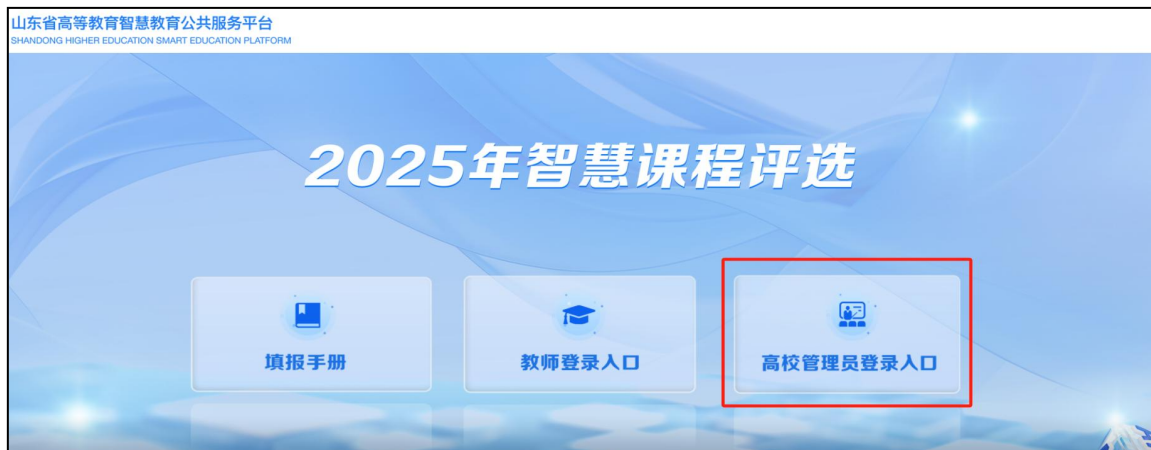 山东省高等教育智慧教育公共服务平台
SHANDONG HIGHER EDUCATION SMART EDUCATION PLATFORM
2025年智慧课程评选
填报手册
教师登录入口
高校管理员登录入口